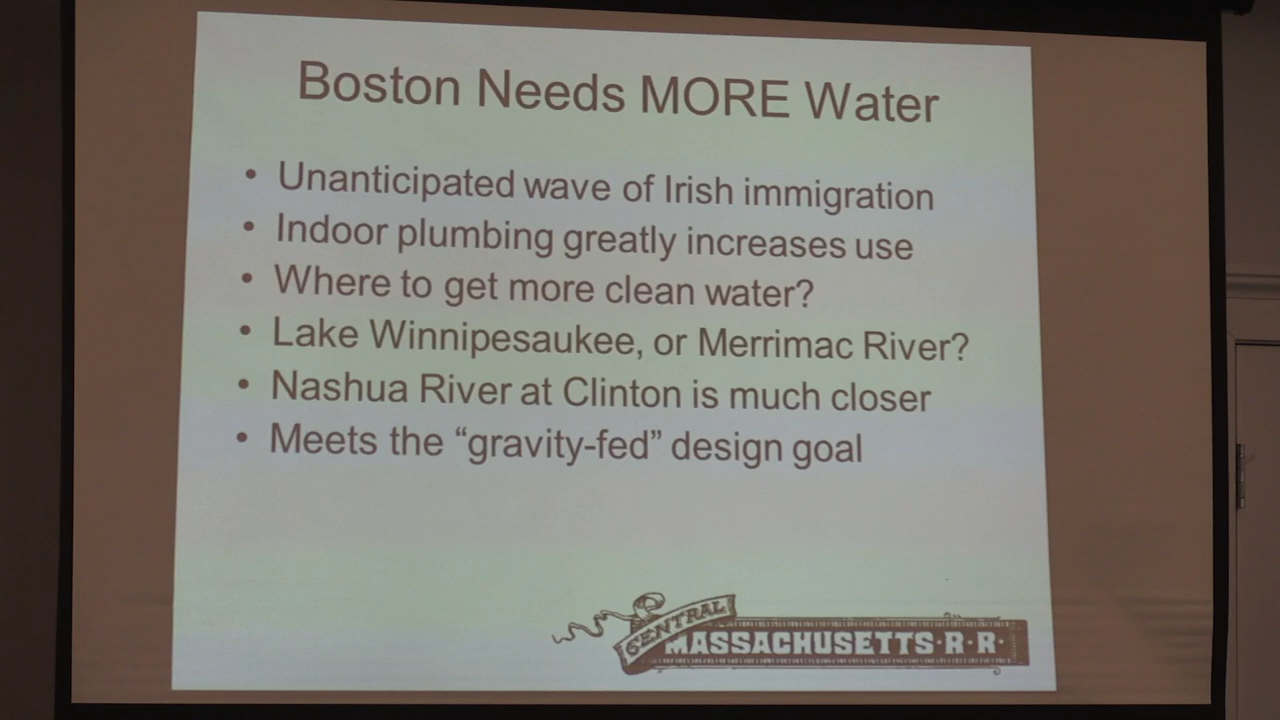 Boston Needs MORE Water
• Unanticipated wave of Irish immigration
• Indoor plumbing greatly increases use
• Where to get more clean water?
• Lake Winnipesaukee, or Merrimac River?
• Nashua River at Clinton is much closer
• Meets the “gravity-fed” design goal
CENTRAL
MASSACHUSETTS·R·R·